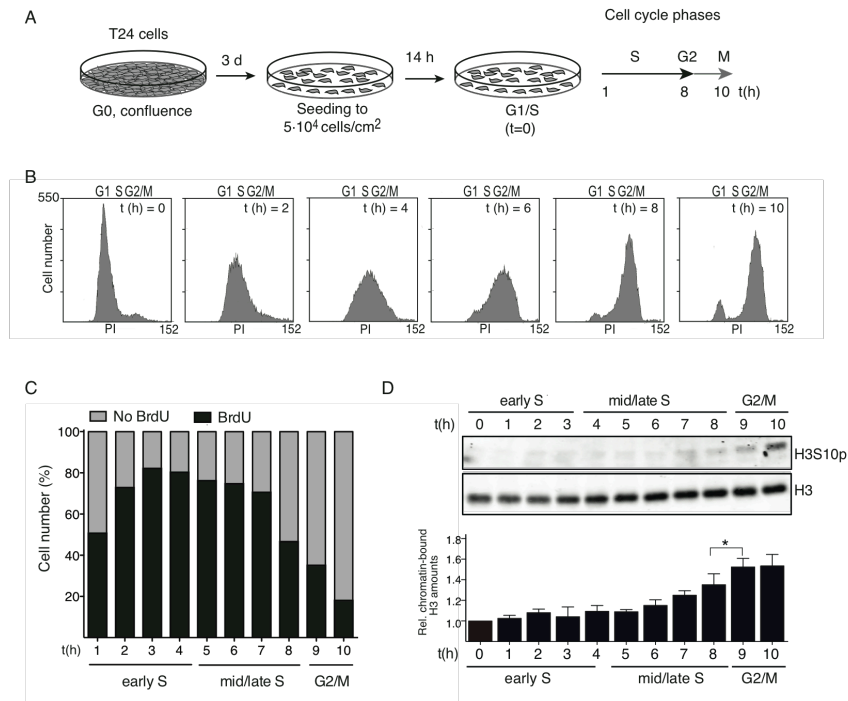 A
T24 cells
G0, confluence
3 d
Seeding to
5·10⁴ cells/cm²
14 h
G1/S
(t=0)
Cell cycle phases
S G2 M
1 8 10 t(h)
B
G1 S G2/M G1 S G2/M G1 S G2/M G1 S G2/M G1 S G2/M G1 S G2/M
550
t (h) = 0 t (h) = 2 t (h) = 4 t (h) = 6 t (h) = 8 t (h) = 10
Cell number
PI 152 PI 152 PI 152 PI 152 PI 152 PI 152
C
No BrdU BrdU
Cell number (%)
100
80
60
40
20
t(h) 1 2 3 4 5 6 7 8 9 10
early S mid/late S G2/M
D
early S mid/late S G2/M
t(h) 0 1 2 3 4 5 6 7 8 9 10
H3S10p
H3
Rel. chromatin-bound
H3 amounts
1.8
1.6
1.4
1.2
1.0
*
t(h) 0 1 2 3 4 5 6 7 8 9 10
early S mid/late S G2/M